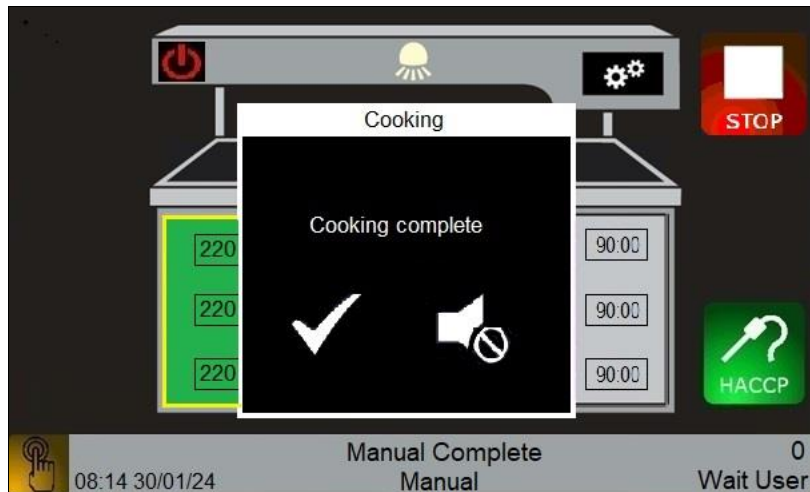 Cooking
STOP
Cooking complete
220
90:00
220
90:00
220
90:00
HACCP
Manual Complete
0
08:14 30/01/24
Manual
Wait User